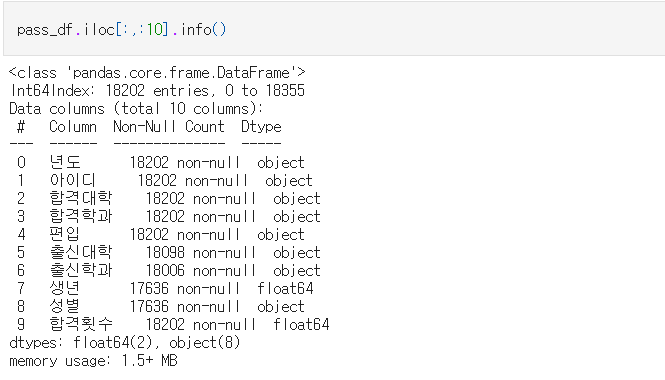 pass_df.iloc[:,:10].info()
<class 'pandas.core.frame.DataFrame'>
Int64Index: 18202 entries, 0 to 18355
Data columns (total 10 columns):
 #   Column  Non-Null Count  Dtype
---  ------  --------------  -----
 0   년도      18202 non-null  object
 1   아이디     18202 non-null  object
 2   합격대학    18202 non-null  object
 3   합격학과    18202 non-null  object
 4   편입      18202 non-null  object
 5   출신대학    18098 non-null  object
 6   출신학과    18006 non-null  object
 7   생년      17636 non-null  float64
 8   성별      17636 non-null  object
 9   합격횟수    18202 non-null  float64
dtypes: float64(2), object(8)
memory usage: 1.5+ MB